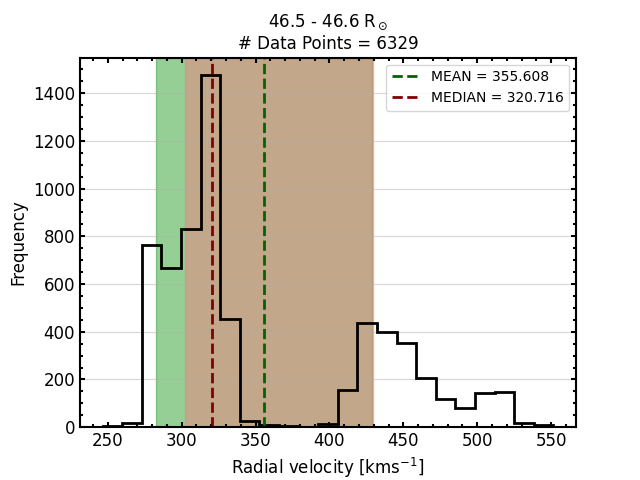 46.5 - 46.6 R⊙
# Data Points = 6329
MEAN = 355.608
MEDIAN = 320.716
Frequency
1400
1200
1000
800
600
400
200
0
250 300 350 400 450 500 550
Radial velocity [kms⁻¹]